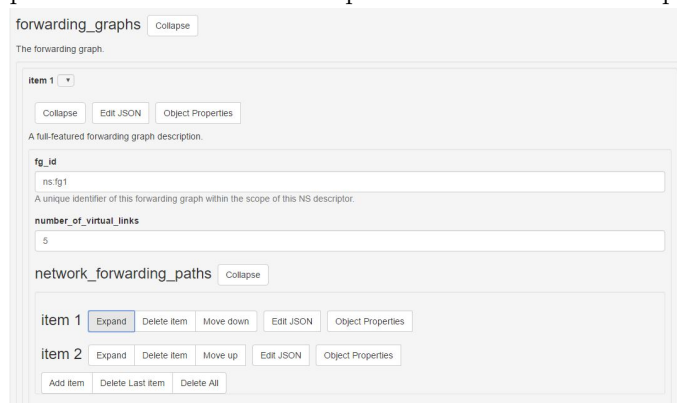 forwarding_graphs Collapse
The forwarding graph.
item 1
Collapse Edit JSON Object Properties
A full-featured forwarding graph description.
fg_id
ns:fg1
A unique identifier of this forwarding graph within the scope of this NS descriptor.
number_of_virtual_links
5
network_forwarding_paths Collapse
item 1 Expand Delete item Move down Edit JSON Object Properties
item 2 Expand Delete item Move up Edit JSON Object Properties
Add item Delete Last item Delete All